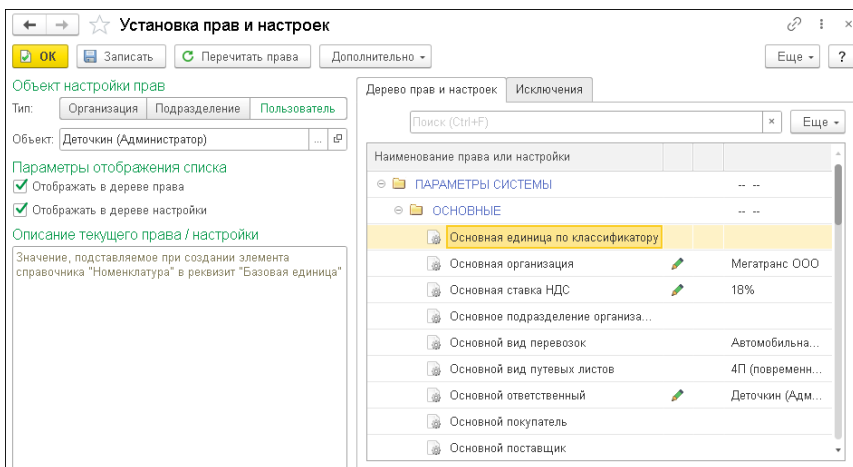 Установка прав и настроек
ОК Записать Перечитать права Дополнительно Еще ?
Объект настройки прав
Тип: Организация Подразделение Пользователь
Объект: Деточкин (Администратор) ...
Параметры отображения списка
Отображать в дереве права
Отображать в дереве настройки
Описание текущего права / настройки
Значение, подставляемое при создании элемента
справочника "Номенклатура" в реквизит "Базовая единица"
Дерево прав и настроек Исключения
Поиск (Ctrl+F) × Еще
Наименование права или настройки
ПАРАМЕТРЫ СИСТЕМЫ -- --
ОСНОВНЫЕ -- --
Основная единица по классификатору
Основная организация Мегатранс ООО
Основная ставка НДС 18%
Основное подразделение организа...
Основной вид перевозок Автомобильна...
Основной вид путевых листов 4П (повременн...
Основной ответственный Деточкин (Адм...
Основной покупатель
Основной поставщик